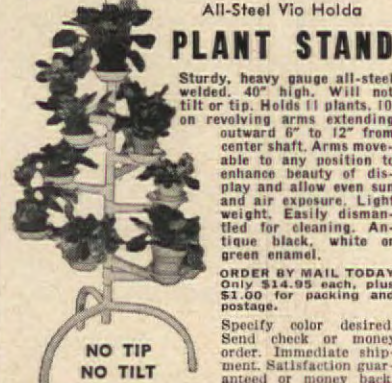 All-Steel Vio Holda
PLANT STAND
Sturdy, heavy gauge all-steel
welded. 40" high. Will not
tilt or tip. Holds 11 plants, 10
on revolving arms extending
outward 6" to 12" from
center shaft. Arms move-
able to any position to
enhance beauty of dis-
play and allow even sun
and air exposure. Light
weight. Easily disman-
tled for cleaning. An-
tique black, white or
green enamel.
ORDER BY MAIL TODAY
Only $14.95 each, plus
$1.00 for packing and
postage.
Specify color desired.
Send check or money
order. Immediate ship-
ment. Satisfaction guar-
anteed or money back.
NO TIP
NO TILT